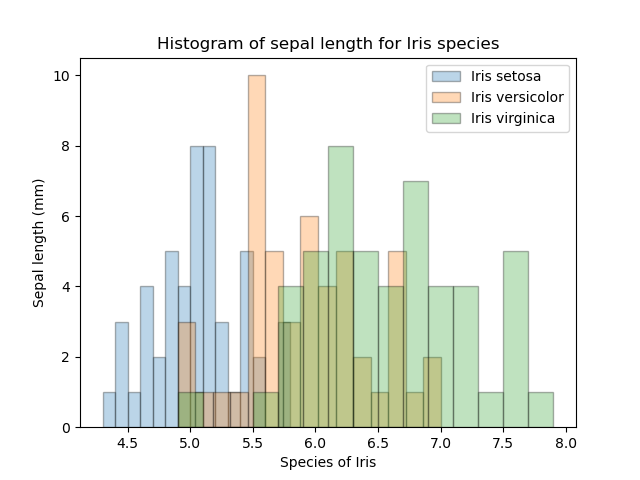 Histogram of sepal length for Iris species
Iris setosa
Iris versicolor
Iris virginica
Sepal length (mm)
10
8
6
4
2
0
4.5 5.0 5.5 6.0 6.5 7.0 7.5 8.0
Species of Iris